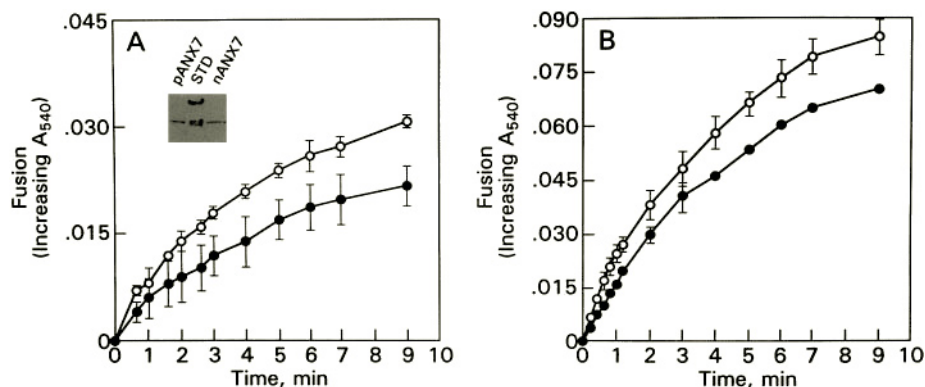 A
pANX7
STD
nANX7
.045
.030
.015
0
Fusion
(Increasing A540)
0 1 2 3 4 5 6 7 8 9 10
Time, min
B
.090
.075
.060
.045
.030
.015
0
Fusion
(Increasing A540)
0 1 2 3 4 5 6 7 8 9 10
Time, min